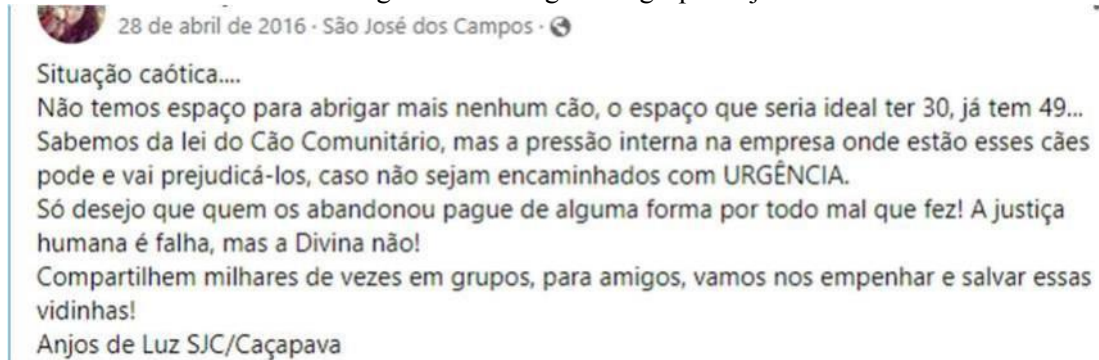 28 de abril de 2016 · São José dos Campos ·
Situação caótica....
Não temos espaço para abrigar mais nenhum cão, o espaço que seria ideal ter 30, já tem 49...
Sabemos da lei do Cão Comunitário, mas a pressão interna na empresa onde estão esses cães
pode e vai prejudicá-los, caso não sejam encaminhados com URGÊNCIA.
Só desejo que quem os abandonou pague de alguma forma por todo mal que fez! A justiça
humana é falha, mas a Divina não!
Compartilhem milhares de vezes em grupos, para amigos, vamos nos empenhar e salvar essas
vidinhas!
Anjos de Luz SJC/Caçapava